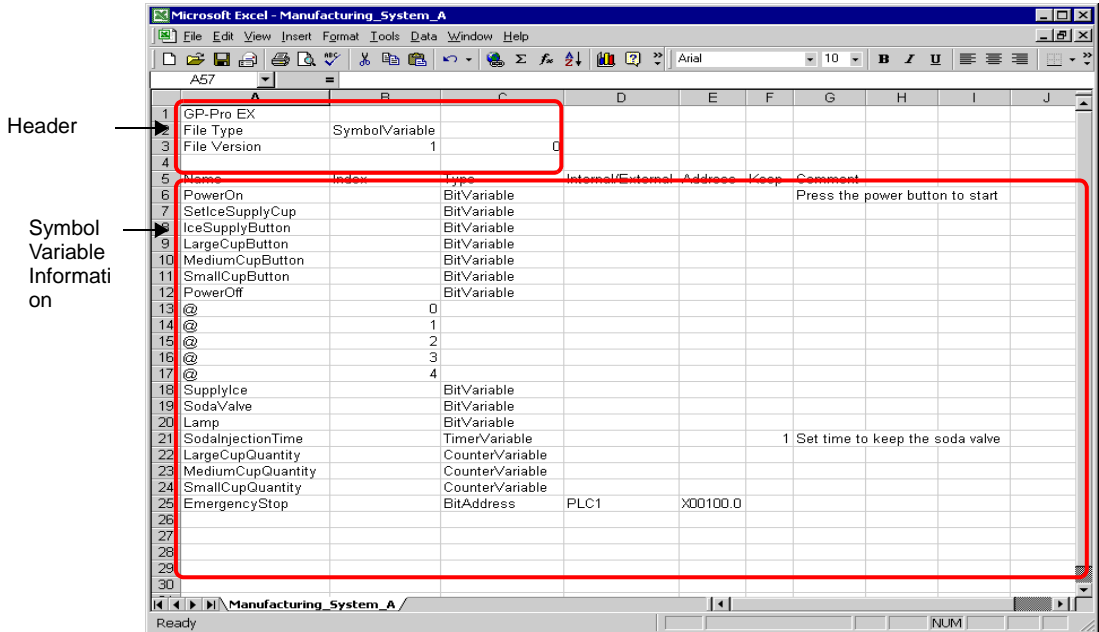 Microsoft Excel - Manufacturing_System_A
File Edit View Insert Format Tools Data Window Help
Arial 10 B I U
A57 =
A B C D E F G H I J
1 GP-Pro EX
2 File Type SymbolVariable
3 File Version 1 0
4
5 Name Index Type Internal/External Address Keep Comment
6 PowerOn BitVariable Press the power button to start
7 SetIceSupplyCup BitVariable
8 IceSupplyButton BitVariable
9 LargeCupButton BitVariable
10 MediumCupButton BitVariable
11 SmallCupButton BitVariable
12 PowerOff BitVariable
13 @ 0
14 @ 1
15 @ 2
16 @ 3
17 @ 4
18 SupplyIce BitVariable
19 SodaValve BitVariable
20 Lamp BitVariable
21 SodaInjectionTime TimerVariable 1 Set time to keep the soda valve
22 LargeCupQuantity CounterVariable
23 MediumCupQuantity CounterVariable
24 SmallCupQuantity CounterVariable
25 EmergencyStop BitAddress PLC1 X00100.0
26
27
28
29
30
Manufacturing_System_A
Ready NUM
Header
Symbol
Variable
Informati
on